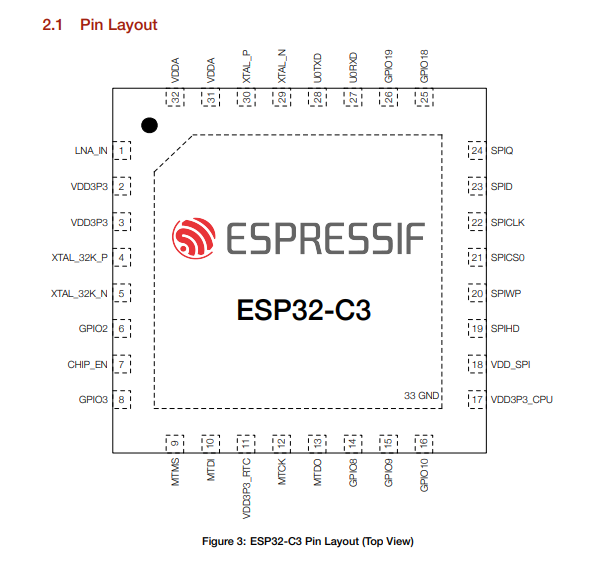 2.1 Pin Layout
VDDA
VDDA
XTAL_P
XTAL_N
U0TXD
U0RXD
GPIO19
GPIO18
32
31
30
29
28
27
26
25
LNA_IN 1
24 SPIQ
VDD3P3 2
23 SPID
VDD3P3 3
22 SPICLK
ESPRESSIF
XTAL_32K_P 4
21 SPICS0
XTAL_32K_N 5
20 SPIWP
ESP32-C3
GPIO2 6
19 SPIHD
CHIP_EN 7
18 VDD_SPI
GPIO3 8
33 GND
17 VDD3P3_CPU
9
10
11
12
13
14
15
16
MTMS
MTDI
VDD3P3_RTC
MTCK
MTDO
GPIO8
GPIO9
GPIO10
Figure 3: ESP32-C3 Pin Layout (Top View)